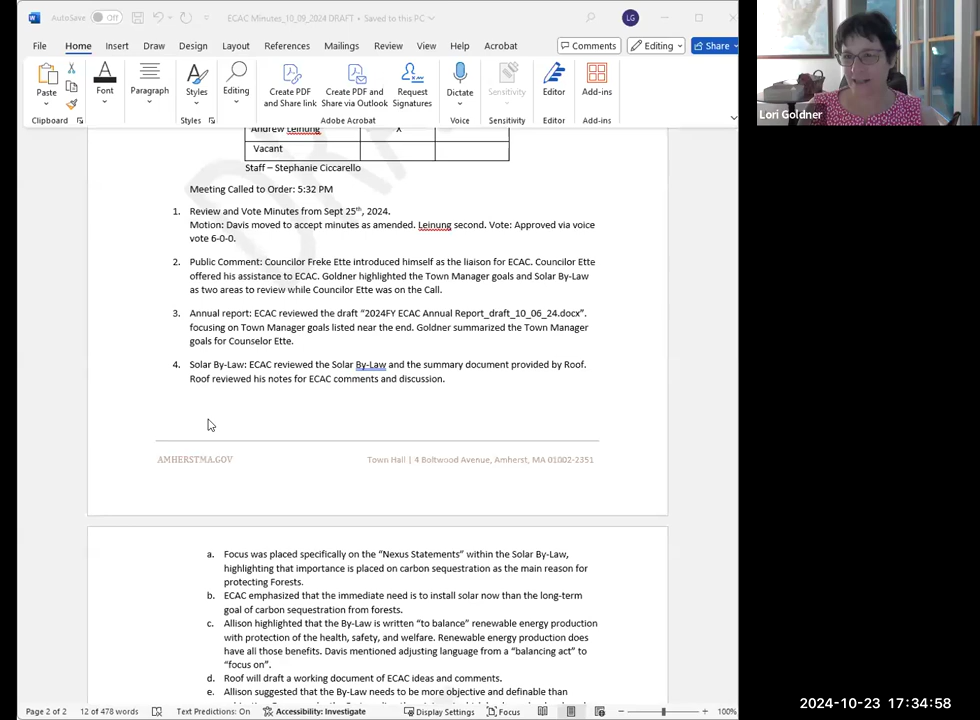 AutoSave Off ECAC Minutes_10_09_2024 DRAFT • Saved to this PC LG
File Home Insert Draw Design Layout References Mailings Review View Help Acrobat Comments Editing Share
Paste Font Paragraph Styles Editing Create PDF and Share link Create PDF and Share via Outlook Request Signatures Dictate Sensitivity Editor Add-ins
Clipboard Styles Adobe Acrobat Voice Sensitivity Editor Add-ins
Lori Goldner
Andrew Leinung X
Vacant
Staff – Stephanie Ciccarello
Meeting Called to Order: 5:32 PM
1. Review and Vote Minutes from Sept 25th, 2024.
Motion: Davis moved to accept minutes as amended. Leinung second. Vote: Approved via voice
vote 6-0-0.
2. Public Comment: Councilor Freke Ette introduced himself as the liaison for ECAC. Councilor Ette
offered his assistance to ECAC. Goldner highlighted the Town Manager goals and Solar By-Law
as two areas to review while Councilor Ette was on the Call.
3. Annual report: ECAC reviewed the draft “2024FY ECAC Annual Report_draft_10_06_24.docx”.
focusing on Town Manager goals listed near the end. Goldner summarized the Town Manager
goals for Counselor Ette.
4. Solar By-Law: ECAC reviewed the Solar By-Law and the summary document provided by Roof.
Roof reviewed his notes for ECAC comments and discussion.
AMHERSTMA.GOV Town Hall | 4 Boltwood Avenue, Amherst, MA 01002-2351
a. Focus was placed specifically on the “Nexus Statements” within the Solar By-Law,
highlighting that importance is placed on carbon sequestration as the main reason for
protecting Forests.
b. ECAC emphasized that the immediate need is to install solar now than the long-term
goal of carbon sequestration from forests.
c. Allison highlighted that the By-Law is written “to balance” renewable energy production
with protection of the health, safety, and welfare. Renewable energy production does
have all those benefits. Davis mentioned adjusting language from a “balancing act” to
“focus on”.
d. Roof will draft a working document of ECAC ideas and comments.
e. Allison suggested that the By-Law needs to be more objective and definable than
Page 2 of 2 12 of 478 words Text Predictions: On Accessibility: Investigate Display Settings Focus 100%
2024-10-23 17:34:58